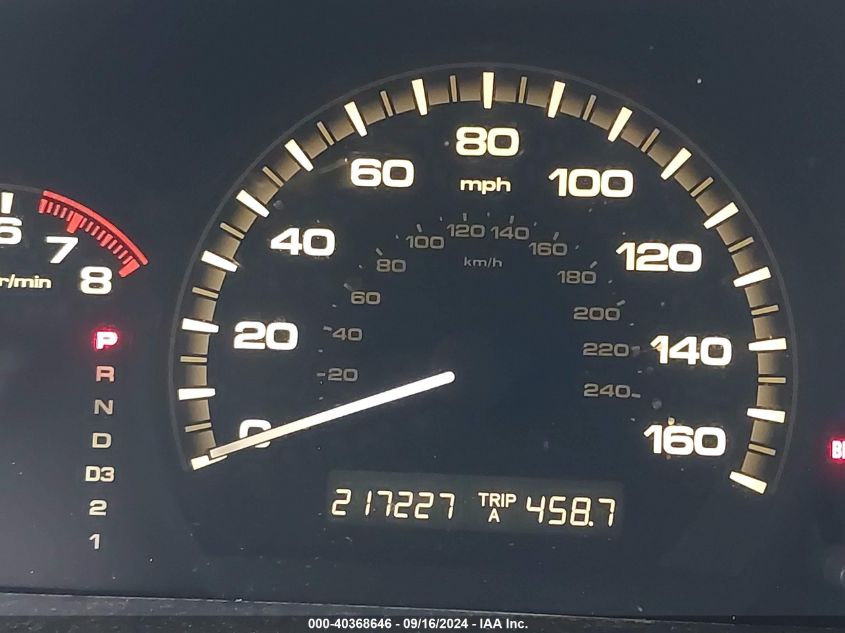 6 7 8
r/min
P
R
N
D
D3
2
1
0 20 40 60 80 100 120 140 160
mph
20 40 60 80 100 120 140 160 180 200 220 240
km/h
217227 TRIP A 458.7
000-40368646 - 09/16/2024 - IAA Inc.